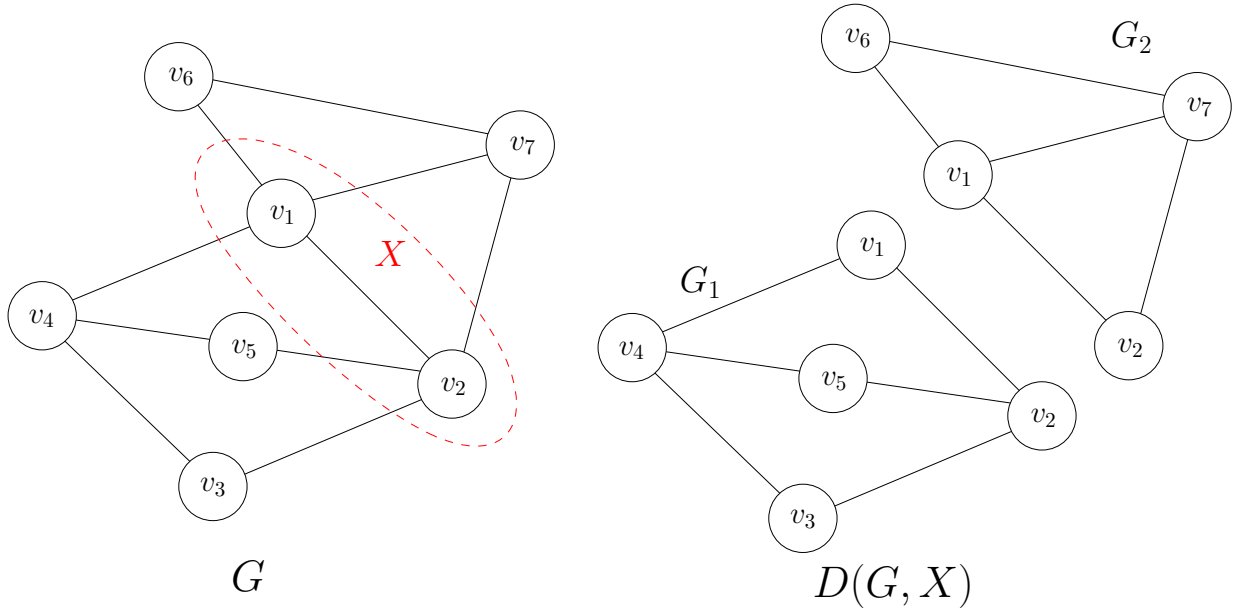 v₆
v₇
v₁
X
v₄
v₅
v₂
v₃
G
v₆
G₂
v₇
v₁
v₁
G₁
v₄
v₅
v₂
v₂
v₃
D(G, X)